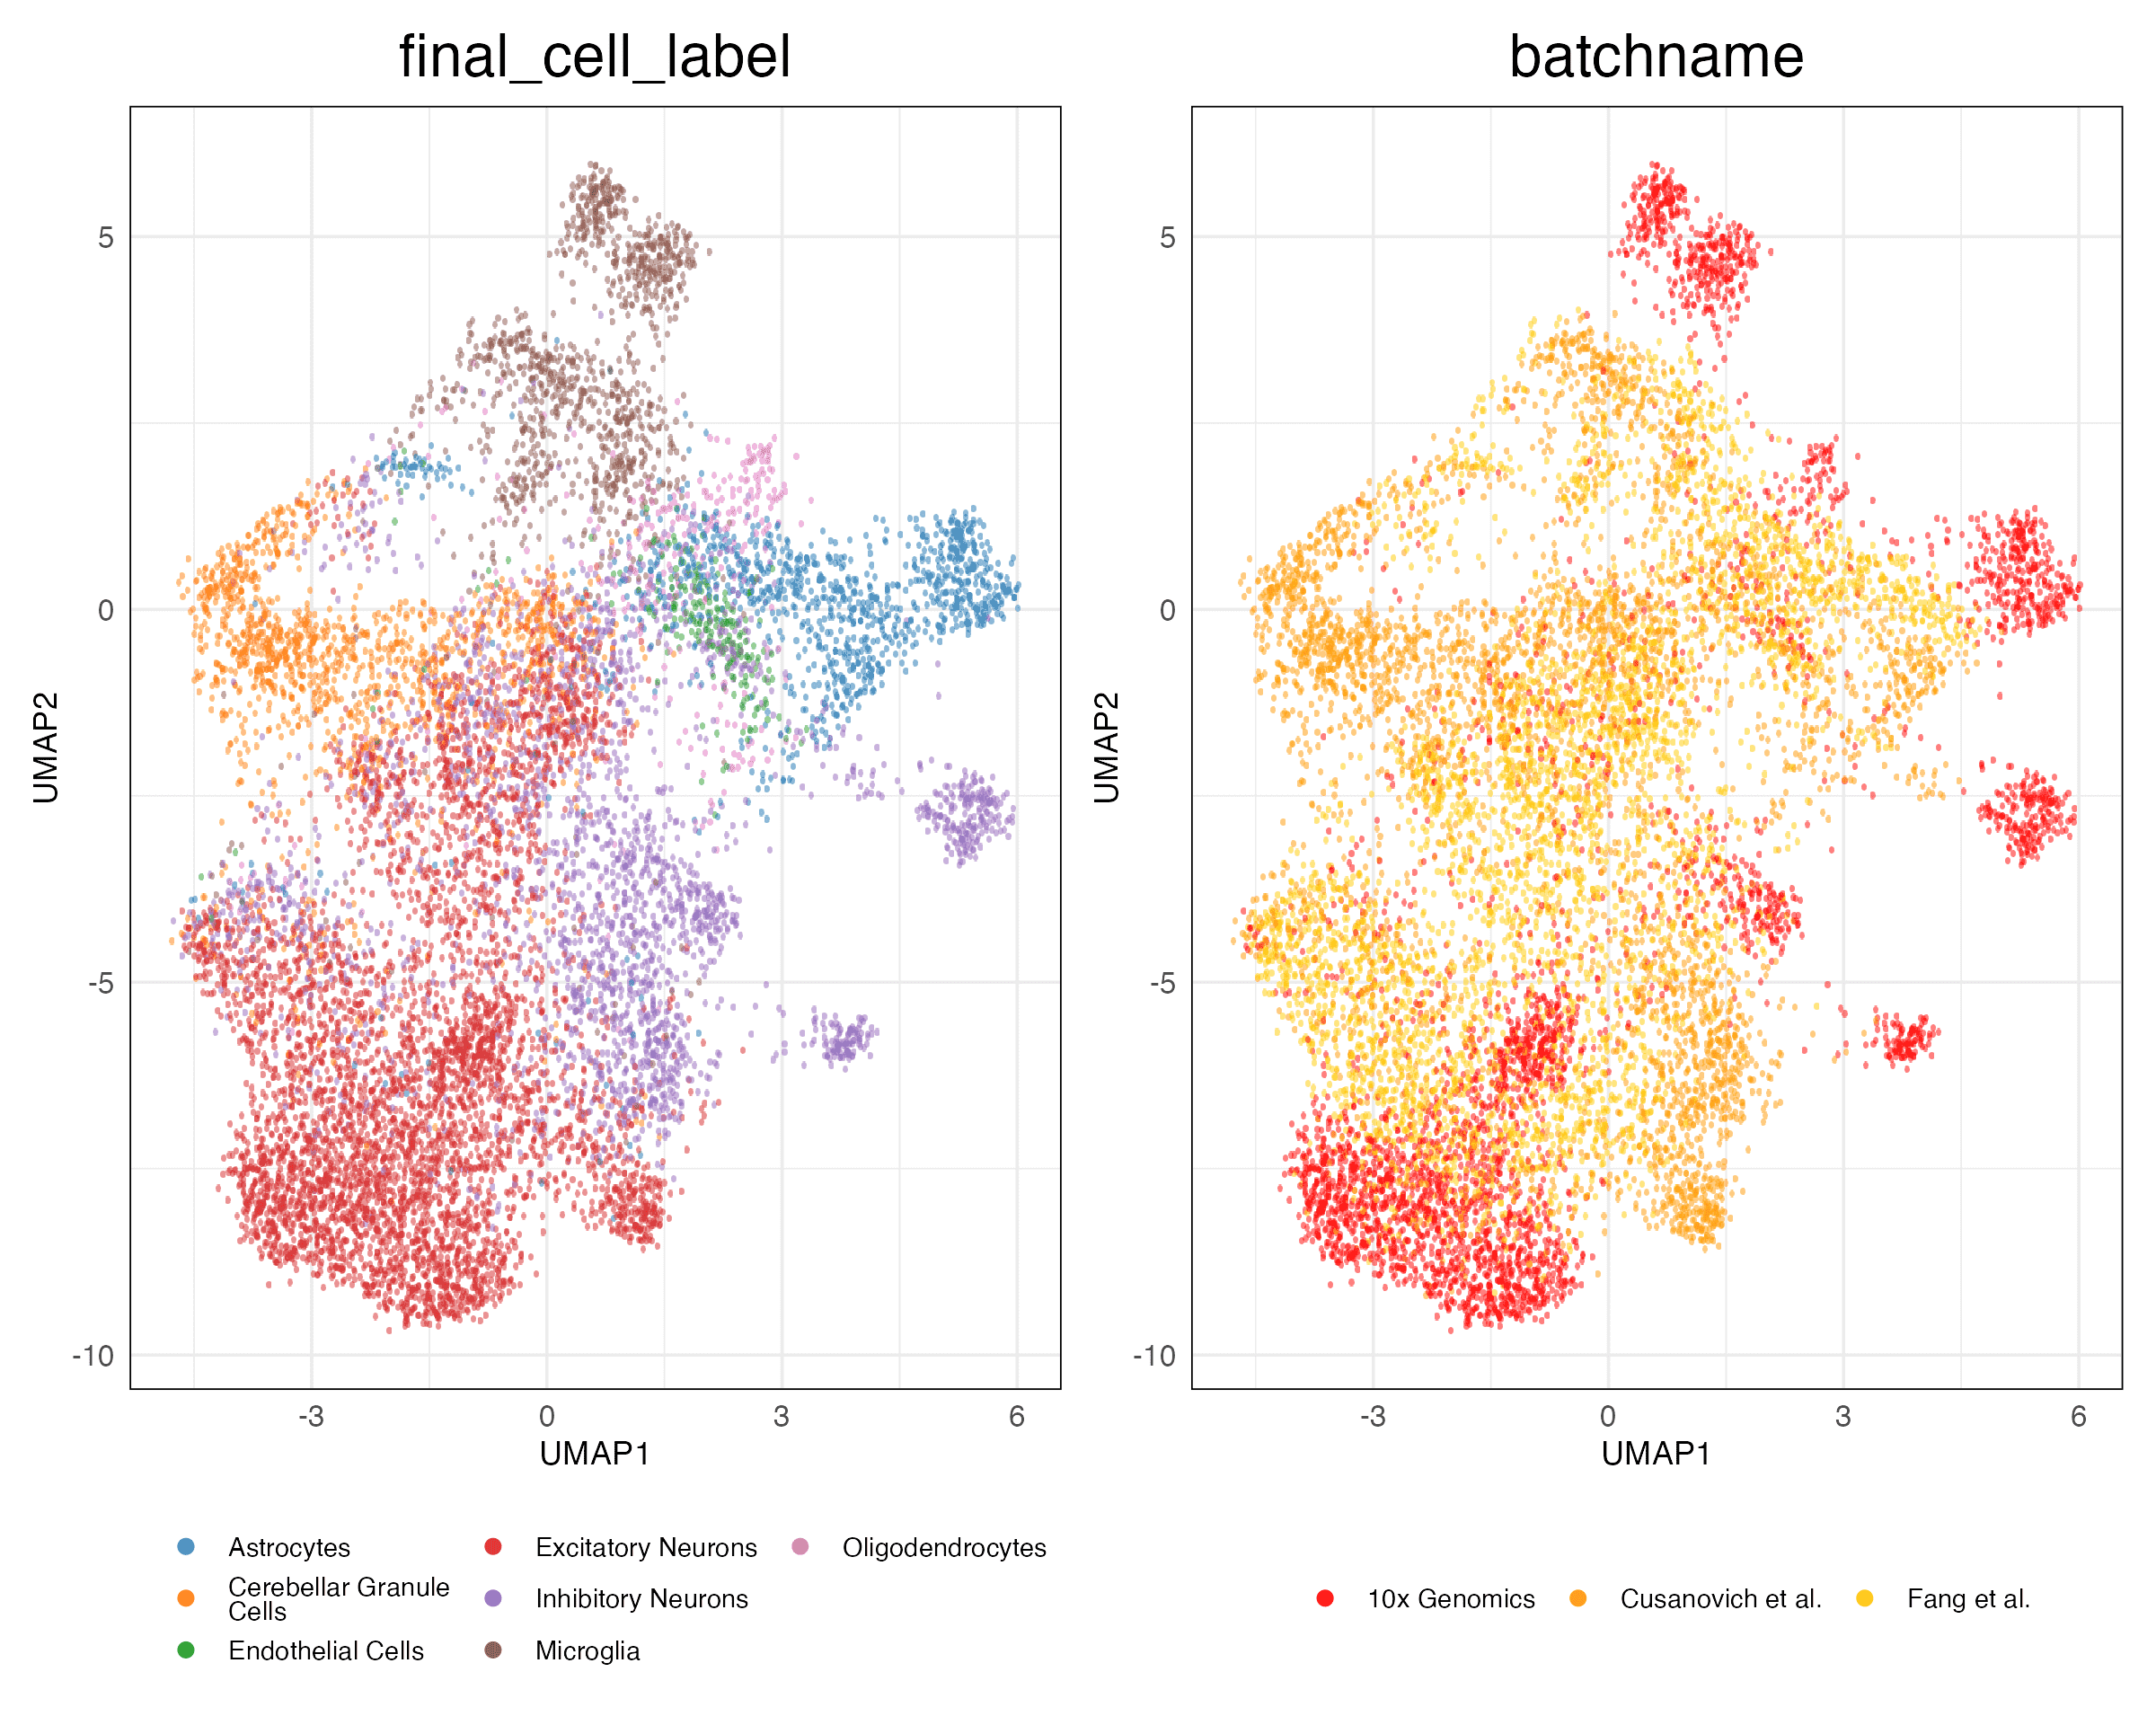 final_cell_label
batchname
5
0
-5
-10
UMAP2
-3
0
3
6
UMAP1
5
0
-5
-10
UMAP2
-3
0
3
6
UMAP1
Astrocytes
Cerebellar Granule
Cells
Endothelial Cells
Excitatory Neurons
Inhibitory Neurons
Microglia
Oligodendrocytes
10x Genomics
Cusanovich et al.
Fang et al.